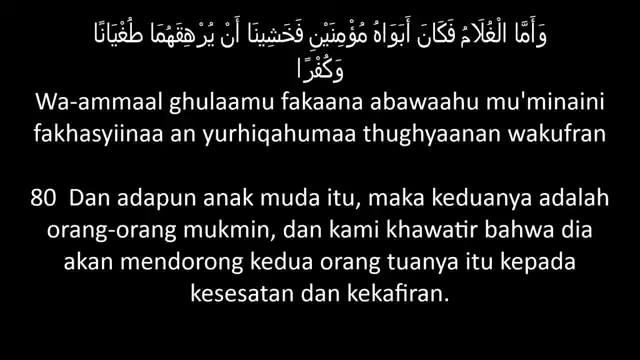 وَأَمَّا الْغُلَامُ فَكَانَ أَبَوَاهُ مُؤْمِنَيْنِ فَخَشِينَا أَنْ يُرْهِقَهُمَا طُغْيَانًا
وَكُفْرًا
Wa-ammaal ghulaamu fakaana abawaahu mu'minaini
fakhasyiinaa an yurhiqahumaa thughyaanan wakufran
80 Dan adapun anak muda itu, maka keduanya adalah
orang-orang mukmin, dan kami khawatir bahwa dia
akan mendorong kedua orang tuanya itu kepada
kesesatan dan kekafiran.